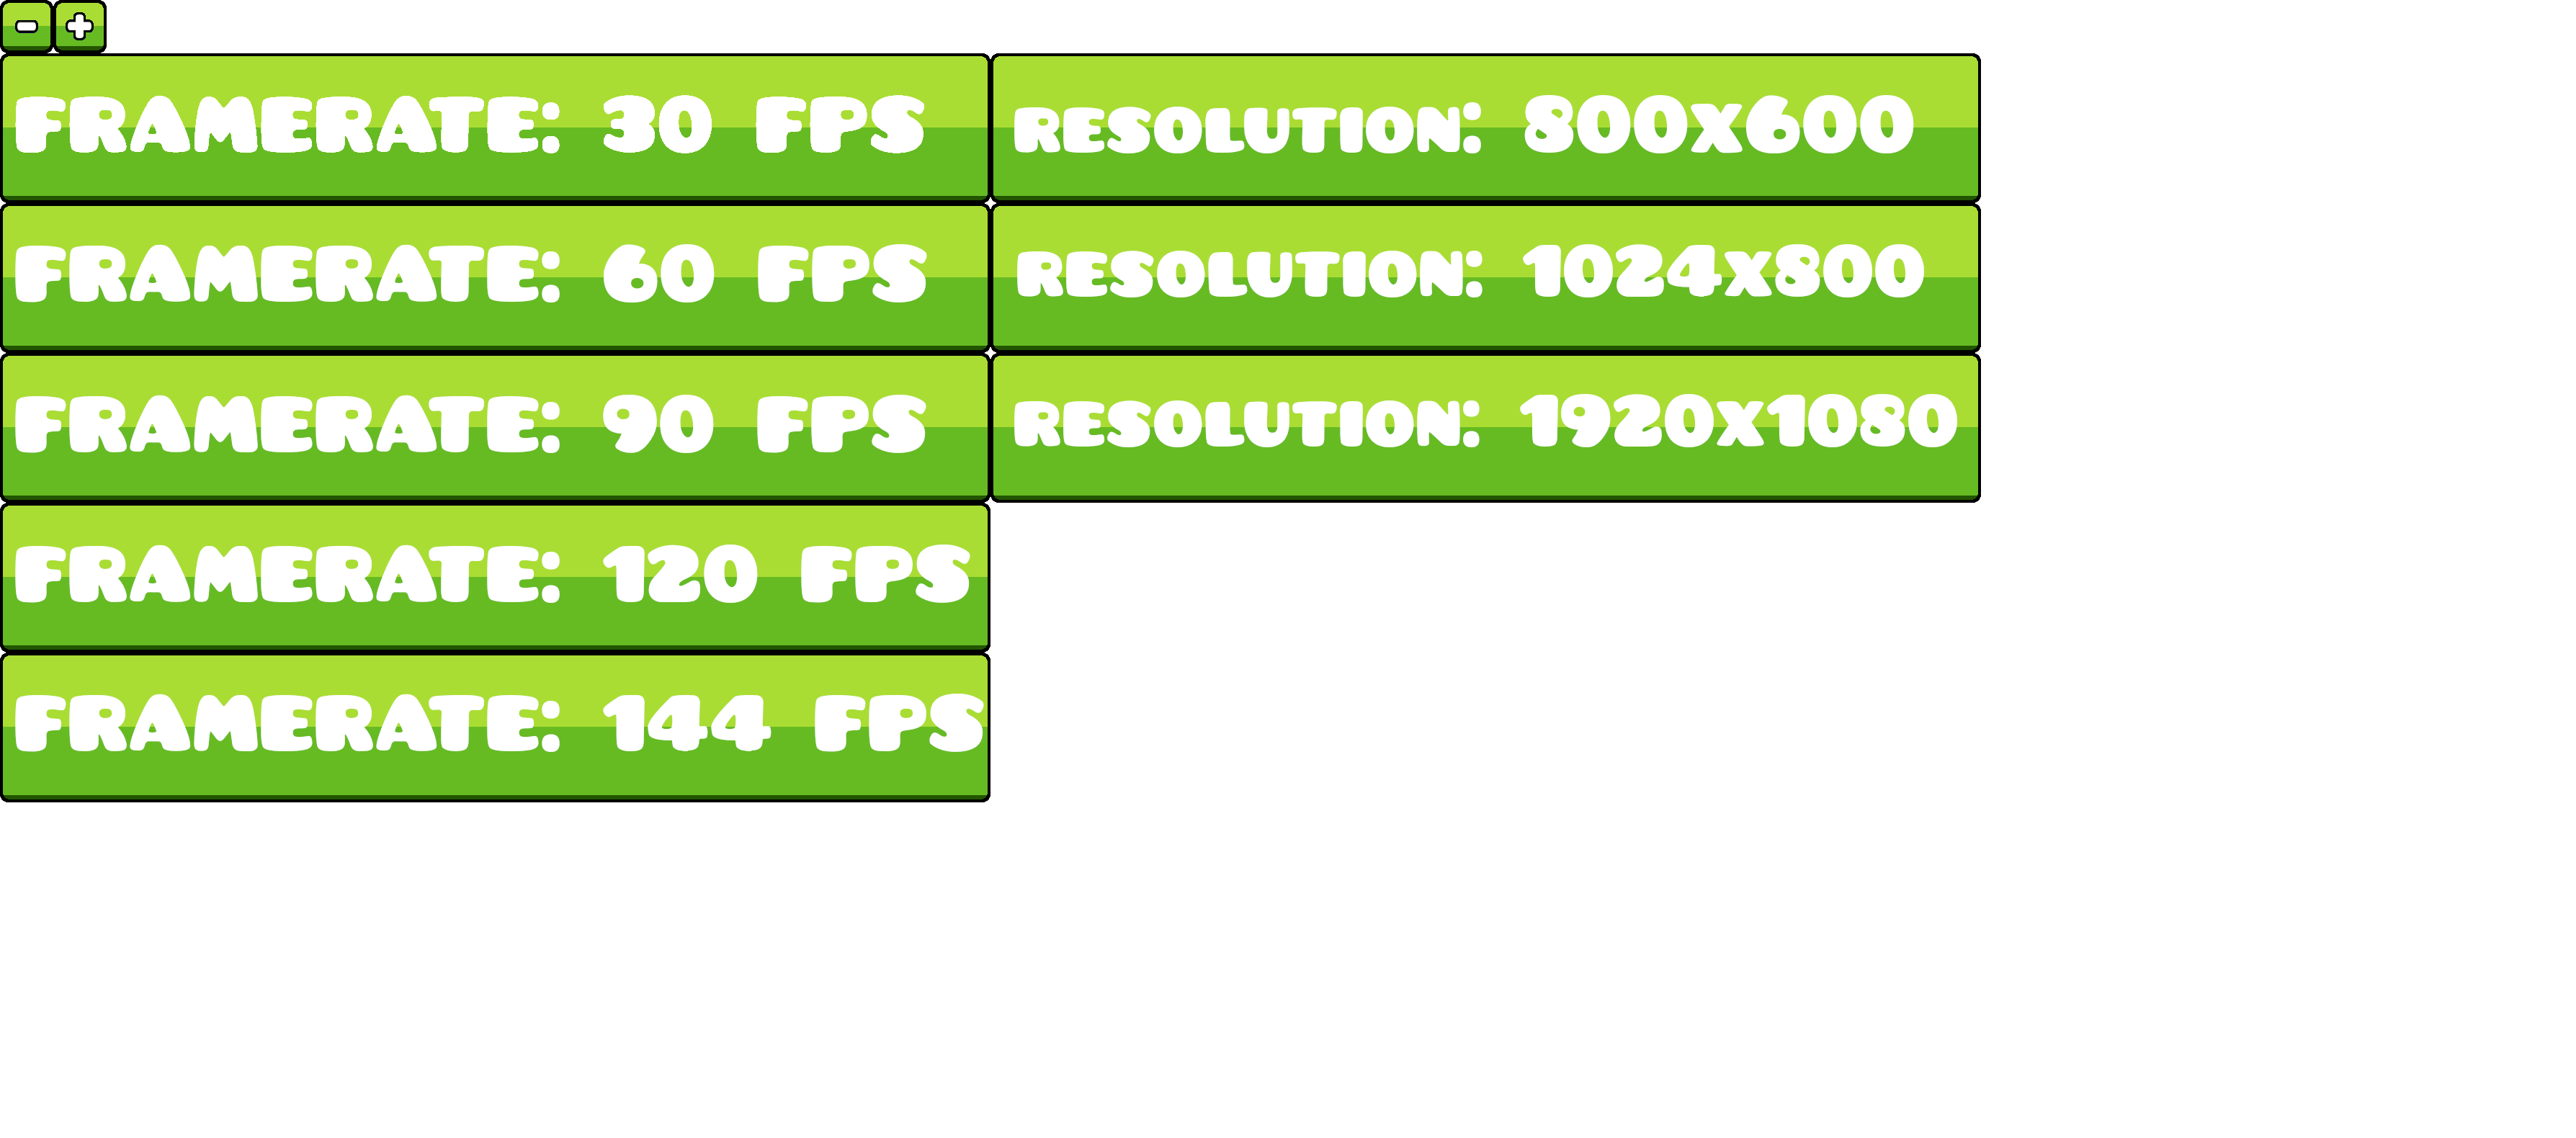 - +
FRAMERATE: 30 FPS
RESOLUTION: 800x600
FRAMERATE: 60 FPS
RESOLUTION: 1024x800
FRAMERATE: 90 FPS
RESOLUTION: 1920x1080
FRAMERATE: 120 FPS
FRAMERATE: 144 FPS